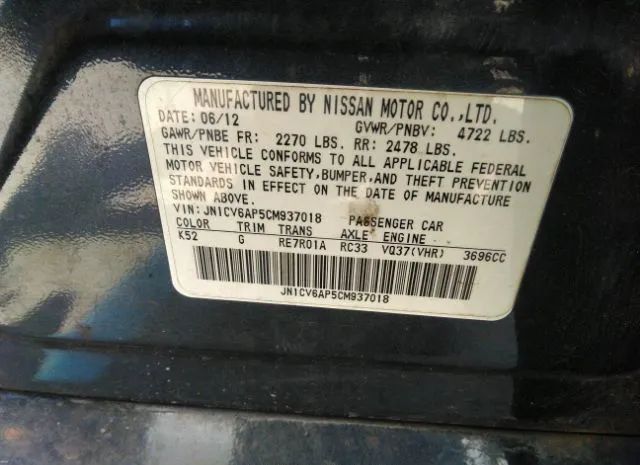 MANUFACTURED BY NISSAN MOTOR CO.,LTD.
DATE: 06/12 GVWR/PNBV: 4722 LBS.
GAWR/PNBE FR: 2270 LBS. RR: 2478 LBS.
THIS VEHICLE CONFORMS TO ALL APPLICABLE FEDERAL
MOTOR VEHICLE SAFETY,BUMPER,AND THEFT PREVENTION
STANDARDS IN EFFECT ON THE DATE OF MANUFACTURE
SHOWN ABOVE.
VIN: JN1CV6AP5CM937018 PASSENGER CAR
COLOR TRIM TRANS AXLE ENGINE
K52 G RE7R01A RC33 VQ37(VHR) 3696CC
JN1CV6AP5CM937018